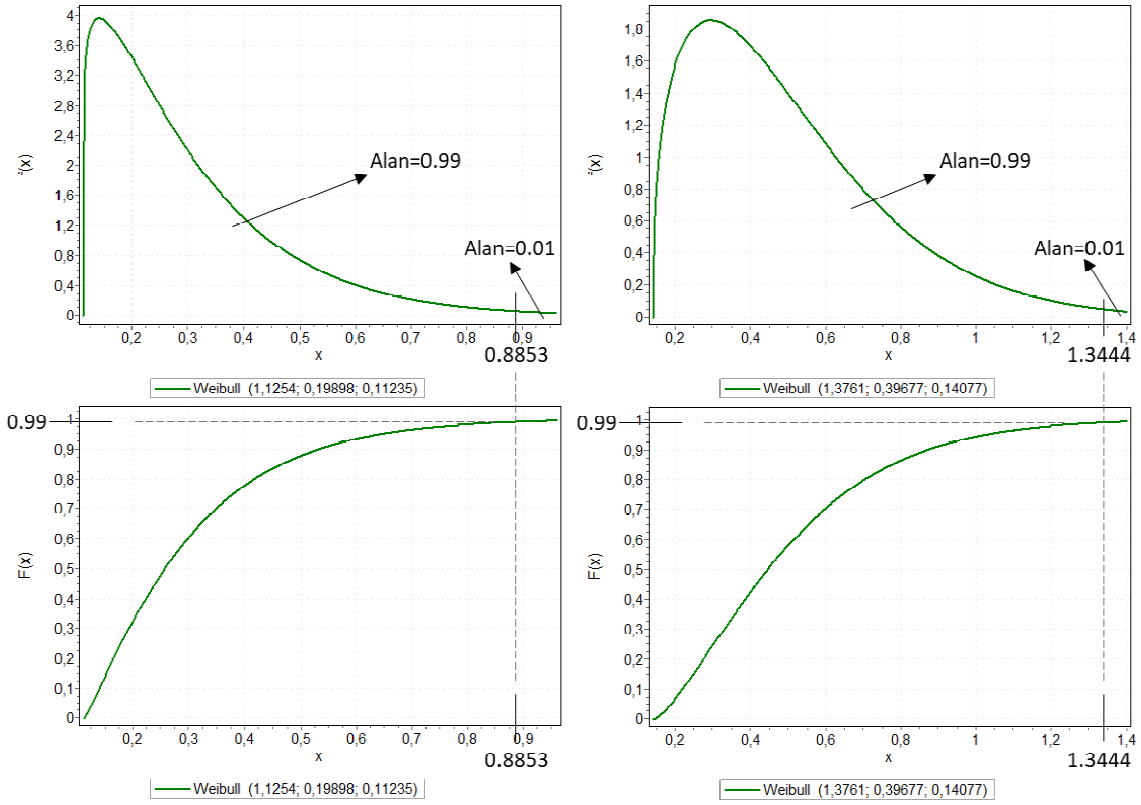 4
3,6
3,2
2,8
2,4
2
1,6
1,2
0,8
0,4
0
f(x)
Alan=0.99
Alan=0.01
0,2 0,3 0,4 0,5 0,6 0,7 0,8 0,9
x
0.8853
Weibull (1,1254; 0,19898; 0,11235)
1,8
1,6
1,4
1,2
1
0,8
0,6
0,4
0,2
0
f(x)
Alan=0.99
Alan=0.01
0,2 0,4 0,6 0,8 1 1,2 1,4
x
1.3444
Weibull (1,3761; 0,39677; 0,14077)
0.99
1
0,9
0,8
0,7
0,6
0,5
0,4
0,3
0,2
0,1
0
F(x)
0,2 0,3 0,4 0,5 0,6 0,7 0,8 0,9
x
0.8853
Weibull (1,1254; 0,19898; 0,11235)
0.99
1
0,9
0,8
0,7
0,6
0,5
0,4
0,3
0,2
0,1
0
F(x)
0,2 0,4 0,6 0,8 1 1,2 1,4
x
1.3444
Weibull (1,3761; 0,39677; 0,14077)